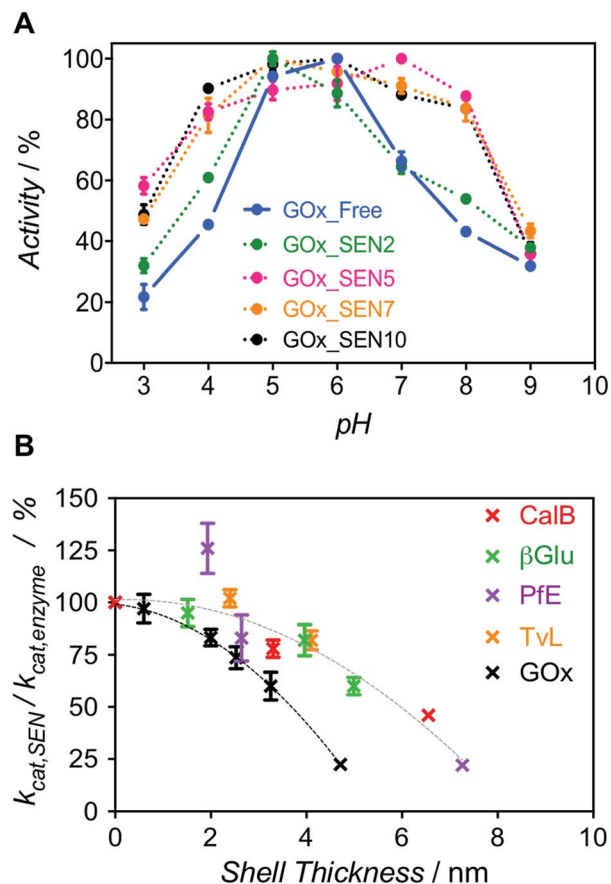 A
Activity / %
100
80
60
40
20
0
GOx_Free
GOx_SEN2
GOx_SEN5
GOx_SEN7
GOx_SEN10
3 4 5 6 7 8 9 10
pH
B
k_cat,SEN / k_cat,enzyme / %
150
125
100
75
50
25
0
CalB
βGlu
PfE
TvL
GOx
0 2 4 6 8 10
Shell Thickness / nm